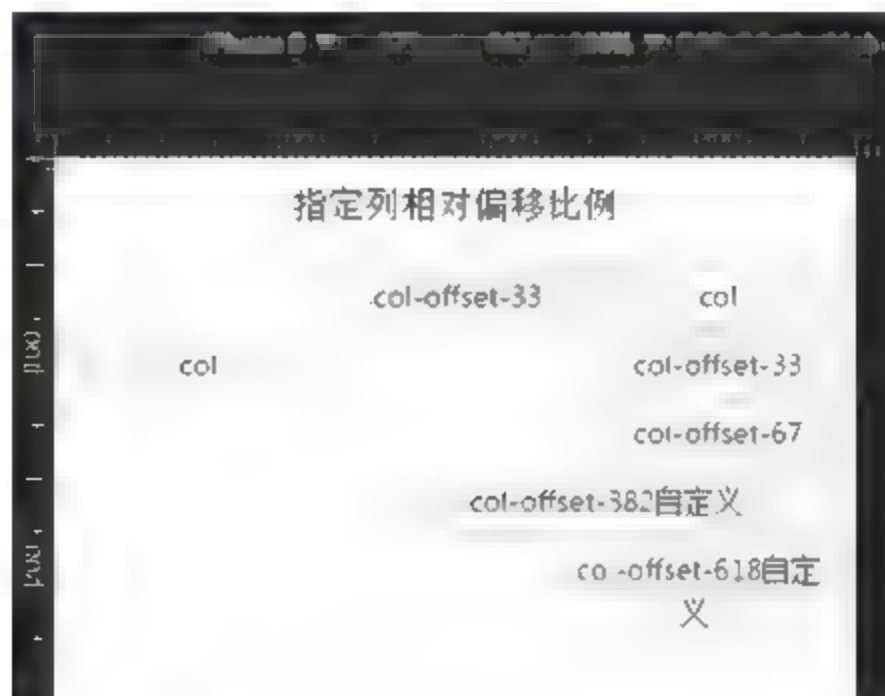 指定列相对偏移比例
col-offset-33 col
col col-offset-33
col-offset-67
col-offset-382自定义
co -offset-618自定
义